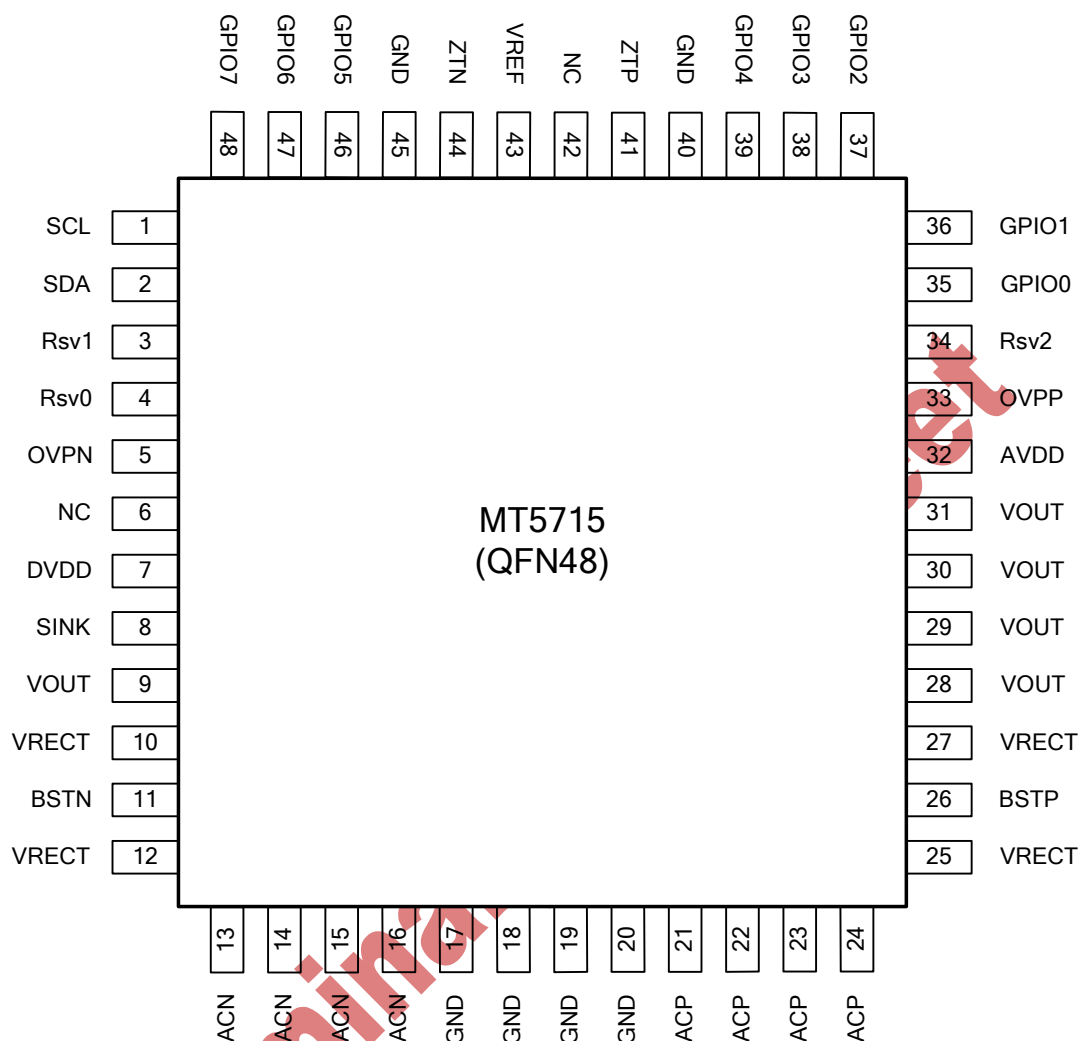 GPIO7 GPIO6 GPIO5 GND ZTN VREF NC ZTP GND GPIO4 GPIO3 GPIO2
48 47 46 45 44 43 42 41 40 39 38 37
SCL 1 36 GPIO1
SDA 2 35 GPIO0
Rsv1 3 34 Rsv2
Rsv0 4 33 OVPP
OVPN 5 32 AVDD
NC 6 31 VOUT
MT5715
(QFN48)
DVDD 7 30 VOUT
SINK 8 29 VOUT
VOUT 9 28 VOUT
VRECT 10 27 VRECT
BSTN 11 26 BSTP
VRECT 12 25 VRECT
13 14 15 16 17 18 19 20 21 22 23 24
ACN ACN ACN ACN GND GND GND GND ACP ACP ACP ACP